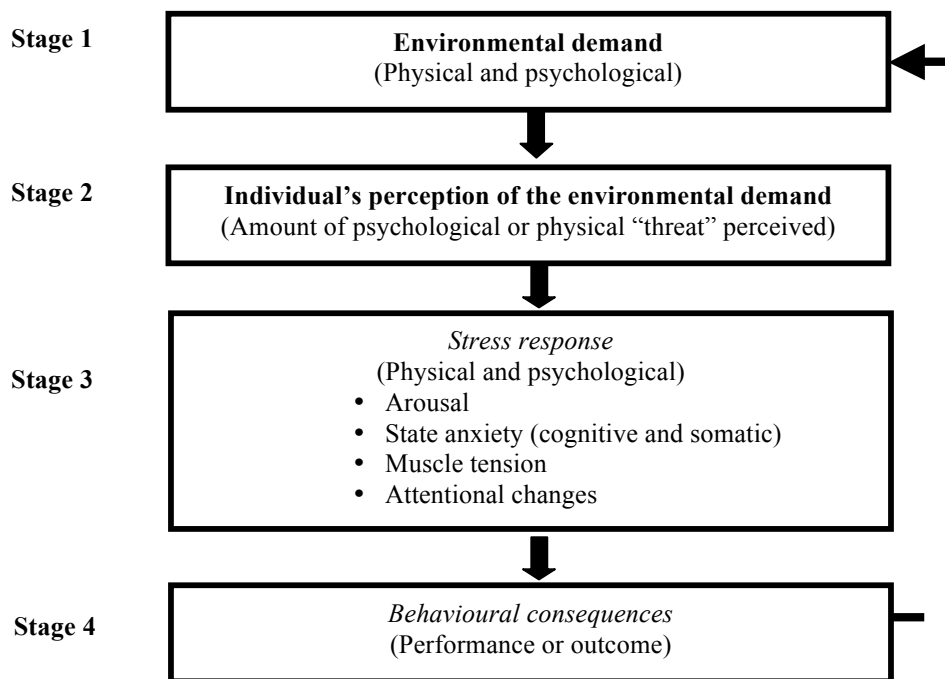 Stage 1
Environmental demand
(Physical and psychological)
Stage 2
Individual’s perception of the environmental demand
(Amount of psychological or physical “threat” perceived)
Stage 3
Stress response
(Physical and psychological)
• Arousal
• State anxiety (cognitive and somatic)
• Muscle tension
• Attentional changes
Stage 4
Behavioural consequences
(Performance or outcome)